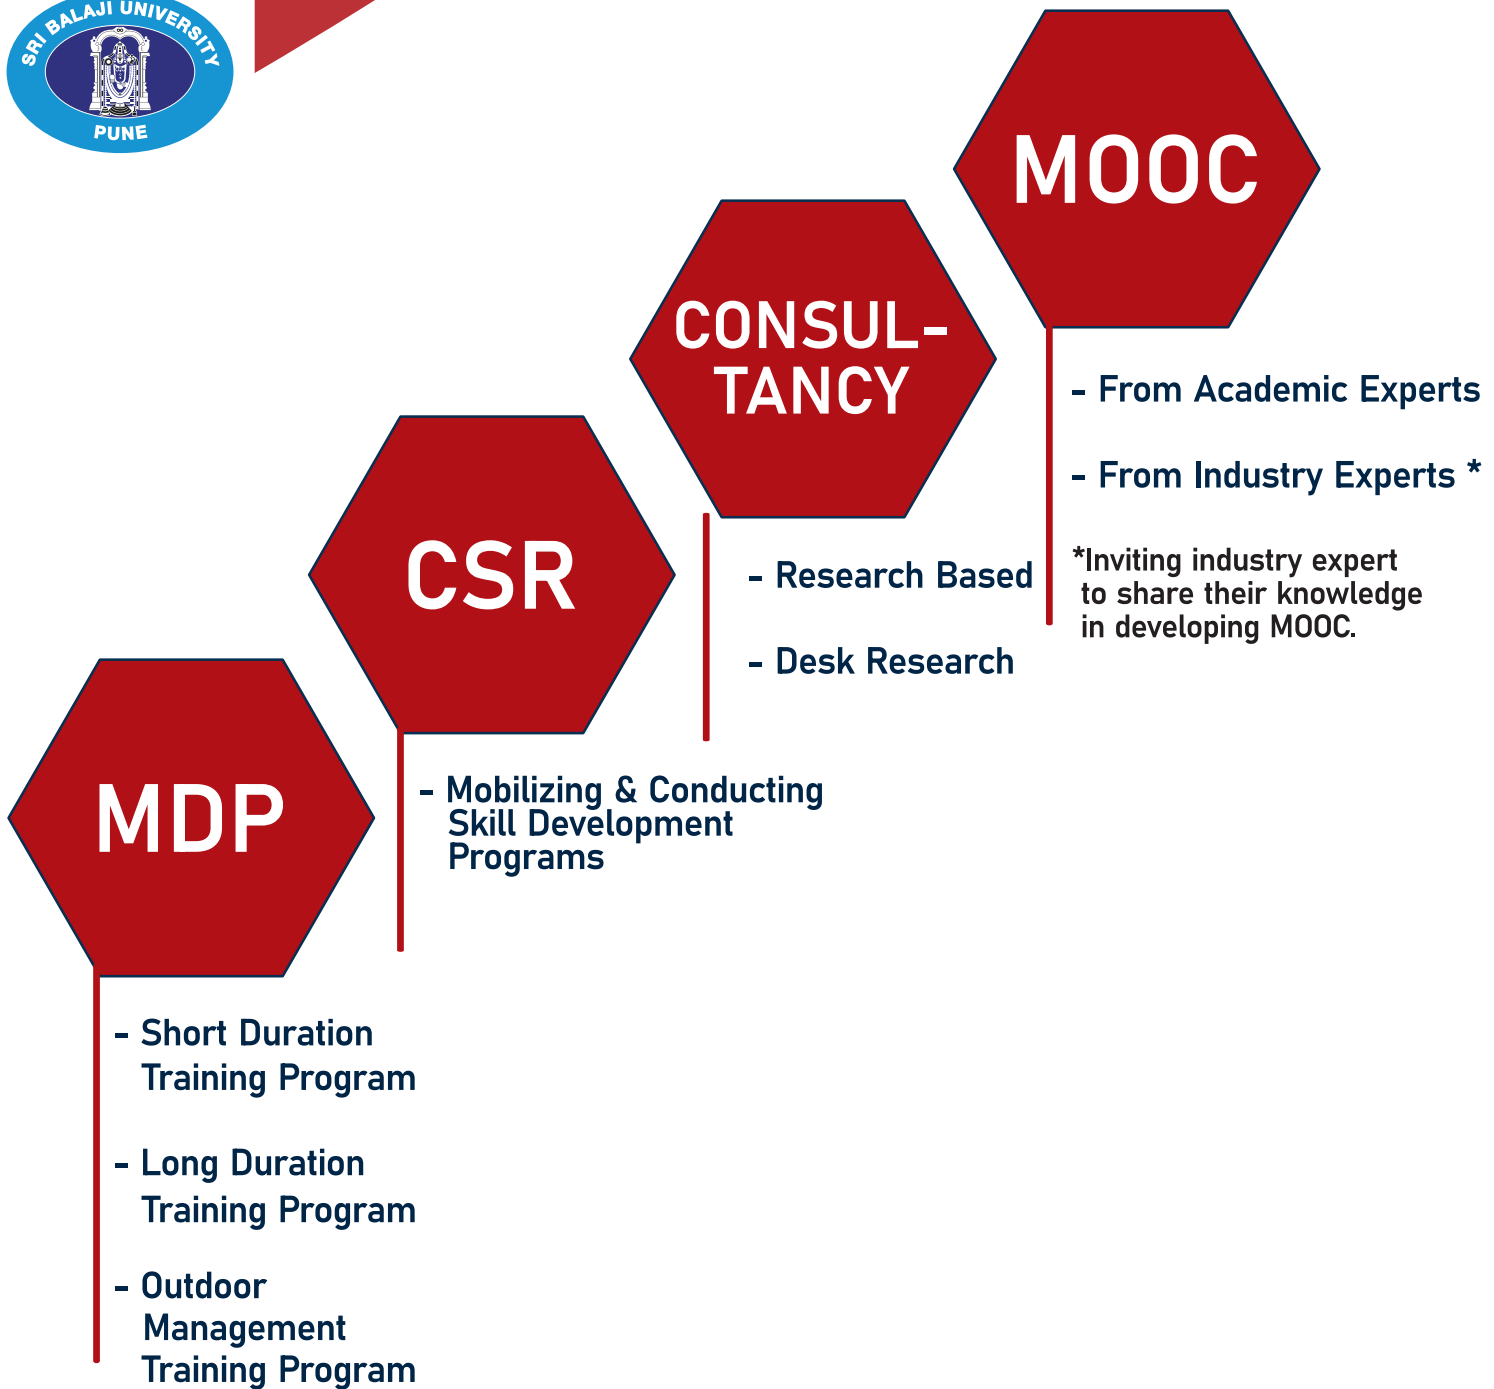 SRI BALAJI UNIVERSITY
PUNE
MOOC
- From Academic Experts
- From Industry Experts *
*Inviting industry expert
to share their knowledge
in developing MOOC.
CONSUL-
TANCY
- Research Based
- Desk Research
CSR
- Mobilizing & Conducting
Skill Development
Programs
MDP
- Short Duration
Training Program
- Long Duration
Training Program
- Outdoor
Management
Training Program